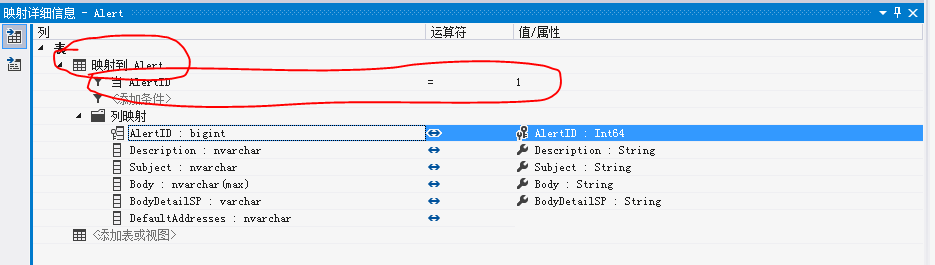 映射详细信息 - Alert
列 运算符 值/属性
表
映射到 Alert
当 AlertID = 1
<添加条件>
列映射
AlertID : bigint AlertID : Int64
Description : nvarchar Description : String
Subject : nvarchar Subject : String
Body : nvarchar(max) Body : String
BodyDetailSP : varchar BodyDetailSP : String
DefaultAddresses : nvarchar
<添加表或视图>